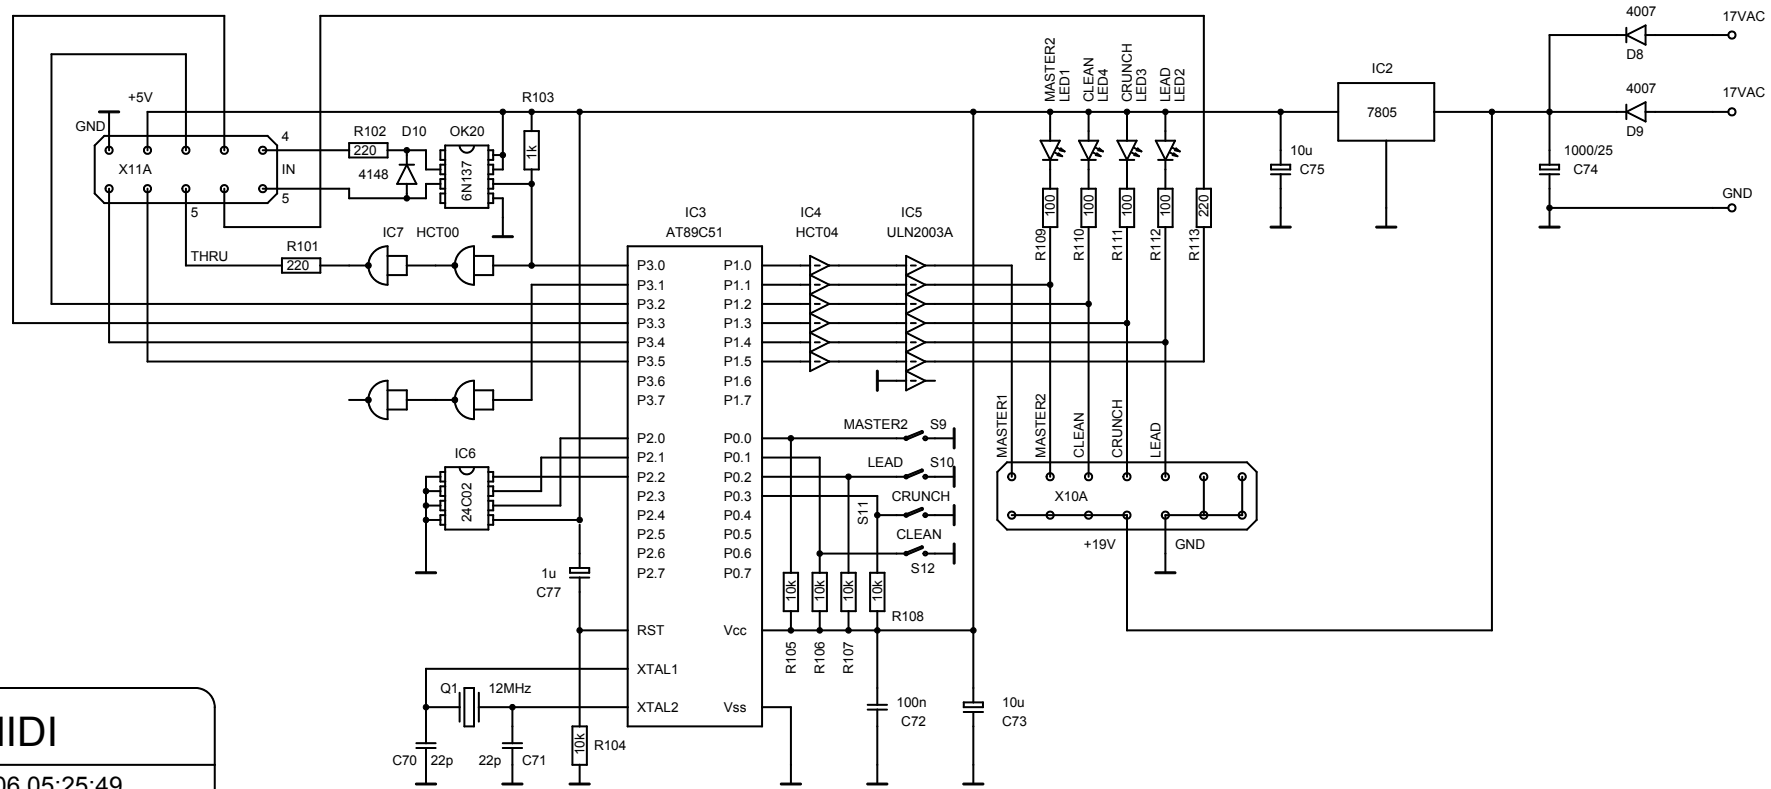 4007
17VAC
D8
IC2
7805
4007
17VAC
D9
MASTER2
LED1
CLEAN
LED4
CRUNCH
LED3
LEAD
LED2
10u
C75
1000/25
C74
GND
+5V
GND
X11A
4
IN
5
5
R102
220
D10
4148
OK20
6N137
R103
1k
THRU
R101
220
IC7
HCT00
100
100
100
100
220
R109
R110
R111
R112
R113
IC3
AT89C51
IC4
HCT04
IC5
ULN2003A
P3.0
P3.1
P3.2
P3.3
P3.4
P3.5
P3.6
P3.7
P1.0
P1.1
P1.2
P1.3
P1.4
P1.5
P1.6
P1.7
P2.0
P2.1
P2.2
P2.3
P2.4
P2.5
P2.6
P2.7
P0.0
P0.1
P0.2
P0.3
P0.4
P0.5
P0.6
P0.7
RST
Vcc
XTAL1
XTAL2
Vss
MASTER2
S9
LEAD
S10
CRUNCH
S11
CLEAN
S12
MASTER1
MASTER2
CLEAN
CRUNCH
LEAD
X10A
+19V
GND
IC6
24C02
1u
C77
10k
10k
10k
10k
R105
R106
R107
R108
100n
C72
10u
C73
Q1
12MHz
C70
22p
22p
C71
10k
R104
IIDI
06 05:25:49